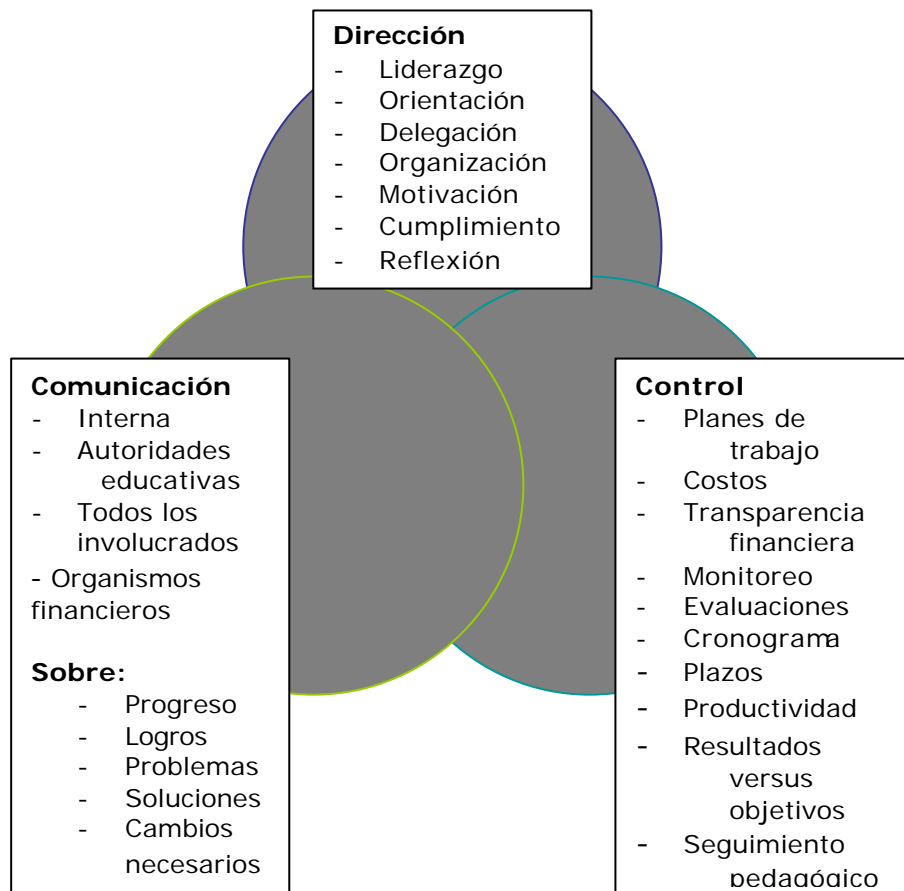 Dirección
- Liderazgo
- Orientación
- Delegación
- Organización
- Motivación
- Cumplimiento
- Reflexión
Comunicación
- Interna
- Autoridades
educativas
- Todos los
involucrados
- Organismos
financieros
Sobre:
- Progreso
- Logros
- Problemas
- Soluciones
- Cambios
necesarios
Control
- Planes de
trabajo
- Costos
- Transparencia
financiera
- Monitoreo
- Evaluaciones
- Cronograma
- Plazos
- Productividad
- Resultados
versus
objetivos
- Seguimiento
pedagógico